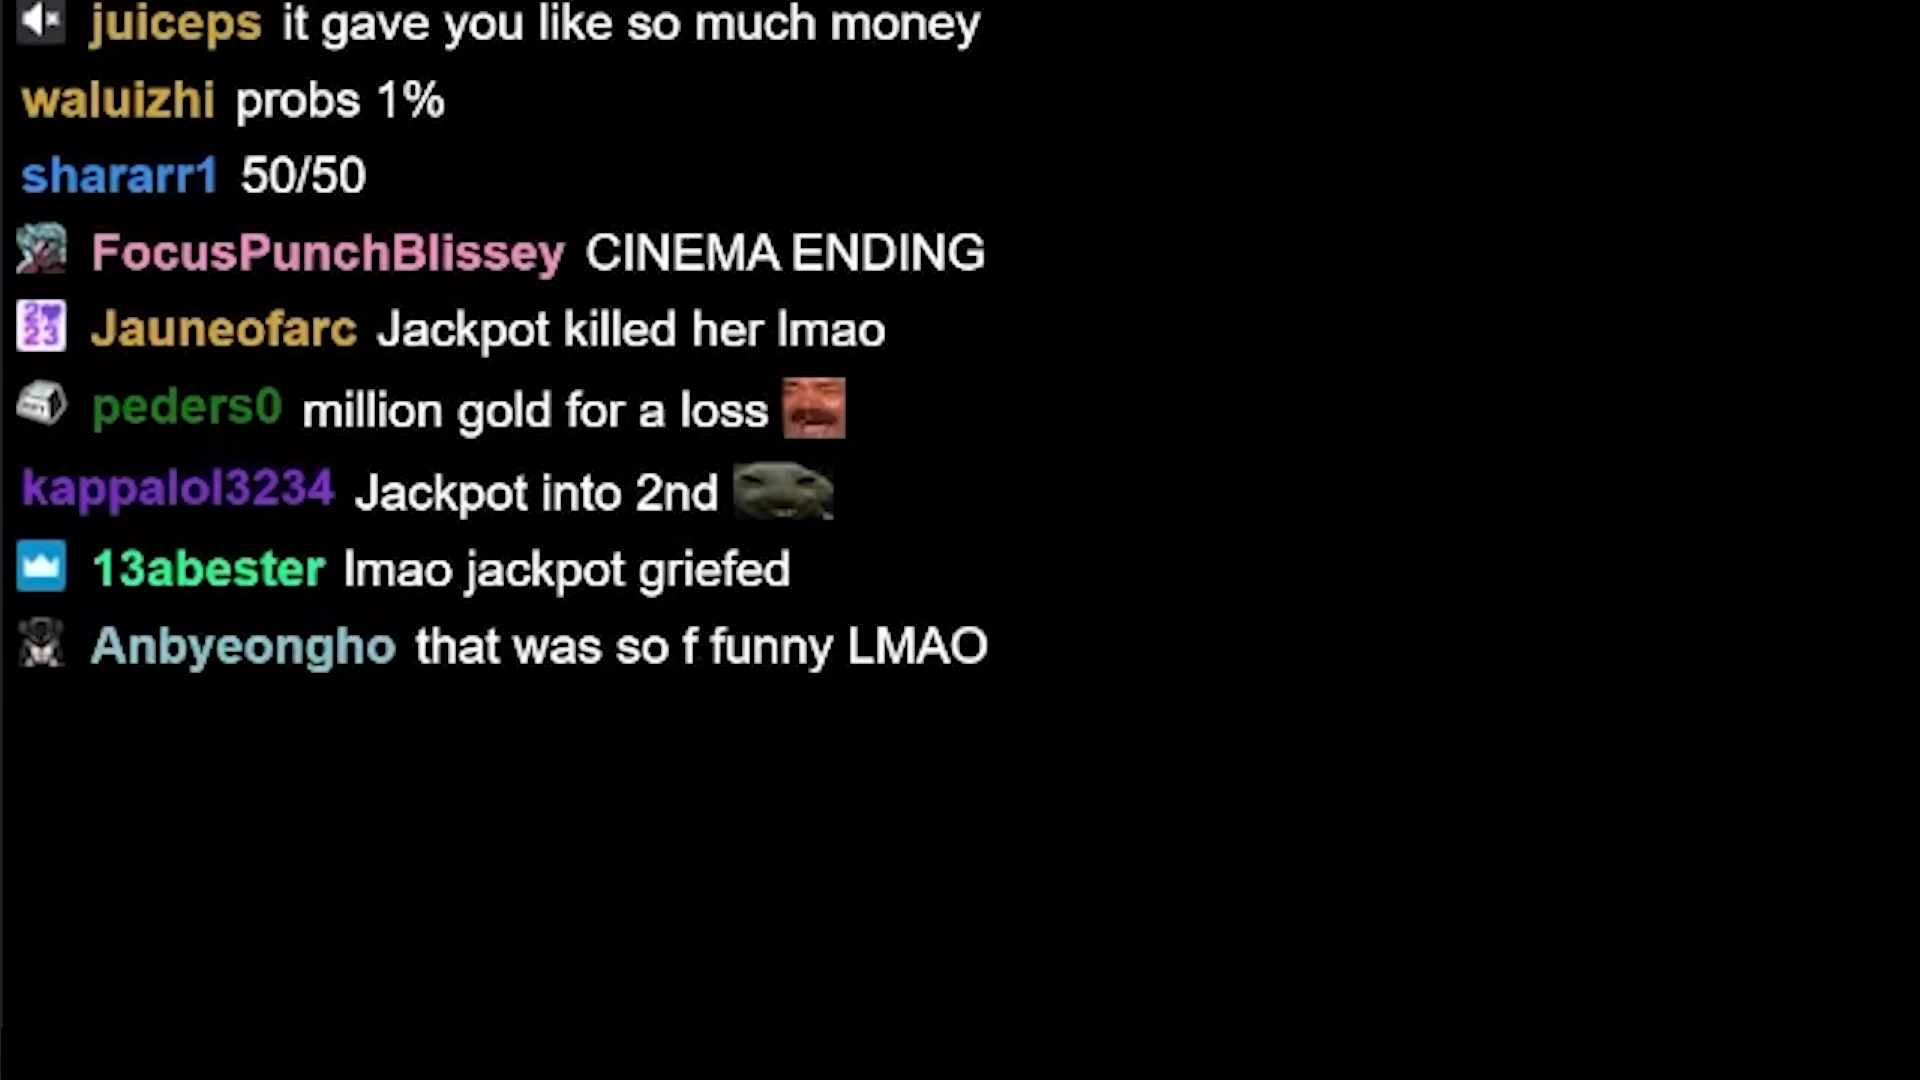 juiceps it gave you like so much money
waluizhi probs 1%
shararr1 50/50
FocusPunchBlissey CINEMA ENDING
2 23 Jauneofarc Jackpot killed her lmao
peders0 million gold for a loss
kappalol3234 Jackpot into 2nd
13abester lmao jackpot griefed
Anbyeongho that was so f funny LMAO